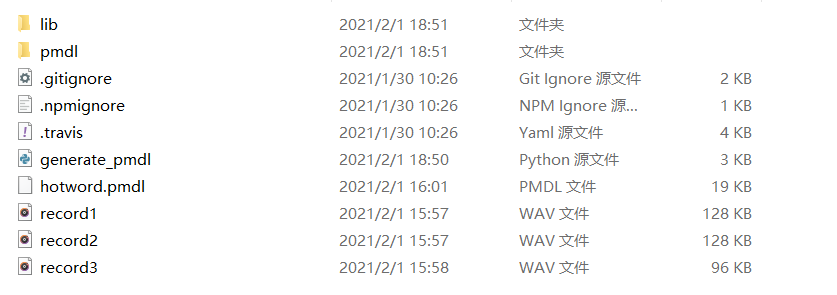 lib 2021/2/1 18:51 文件夹
pmdl 2021/2/1 18:51 文件夹
.gitignore 2021/1/30 10:26 Git Ignore 源文件 2 KB
.npmignore 2021/1/30 10:26 NPM Ignore 源... 1 KB
.travis 2021/1/30 10:26 Yaml 源文件 4 KB
generate_pmdl 2021/2/1 18:50 Python 源文件 3 KB
hotword.pmdl 2021/2/1 16:01 PMDL 文件 19 KB
record1 2021/2/1 15:57 WAV 文件 128 KB
record2 2021/2/1 15:57 WAV 文件 128 KB
record3 2021/2/1 15:58 WAV 文件 96 KB